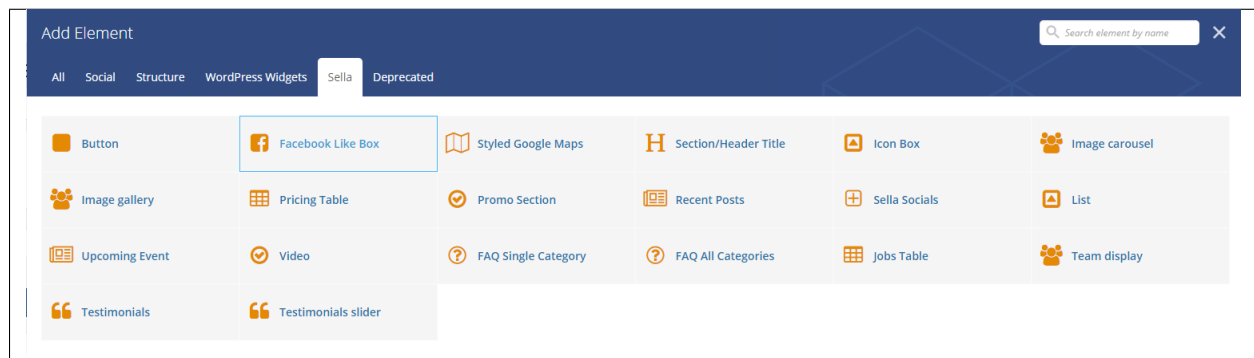 Add Element
Search element by name
All Social Structure WordPress Widgets Sella Deprecated
Button Facebook Like Box Styled Google Maps H Section/Header Title Icon Box Image carousel
Image gallery Pricing Table Promo Section Recent Posts Sella Socials List
Upcoming Event Video FAQ Single Category FAQ All Categories Jobs Table Team display
Testimonials Testimonials slider